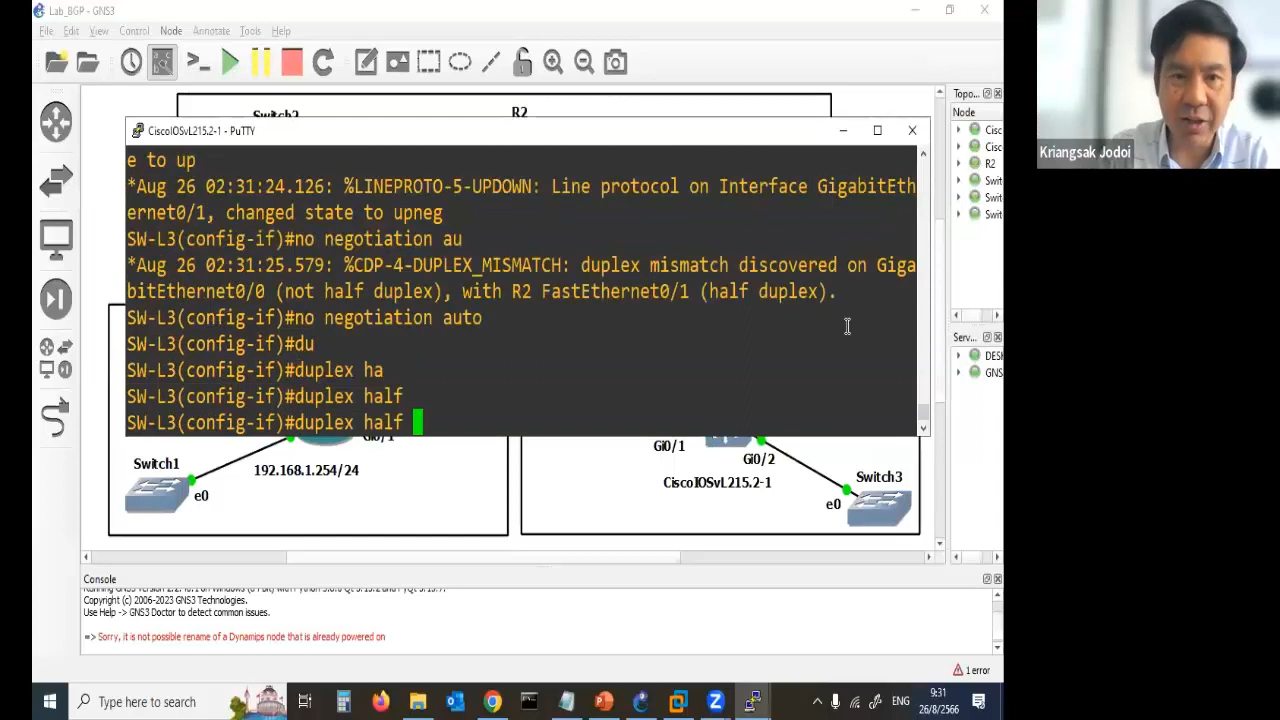 Lab_BGP - GNS3
File Edit View Control Node Annotate Tools Help
Switch2
R2
CiscoIOSvL215.2-1 - PuTTY
e to up
*Aug 26 02:31:24.126: %LINEPROTO-5-UPDOWN: Line protocol on Interface GigabitEth
ernet0/1, changed state to upneg
SW-L3(config-if)#no negotiation au
*Aug 26 02:31:25.579: %CDP-4-DUPLEX_MISMATCH: duplex mismatch discovered on Giga
bitEthernet0/0 (not half duplex), with R2 FastEthernet0/1 (half duplex).
SW-L3(config-if)#no negotiation auto
SW-L3(config-if)#du
SW-L3(config-if)#duplex ha
SW-L3(config-if)#duplex half
SW-L3(config-if)#duplex half
Gi0/1
Switch1
192.168.1.254/24
e0
Gi0/1
Gi0/2
CiscoIOSvL215.2-1
Switch3
e0
Topo...
Node
Cisc
Cisc
R2
Swit
Swit
Swit
Serv...
DESH
GNS
Kriangsak Jodoi
Console
Copyright (c) 2006-2023 GNS3 Technologies.
Use Help -> GNS3 Doctor to detect common issues.
=> Sorry, it is not possible rename of a Dynamips node that is already powered on
1 error
Type here to search
ENG
9:31
26/8/2566